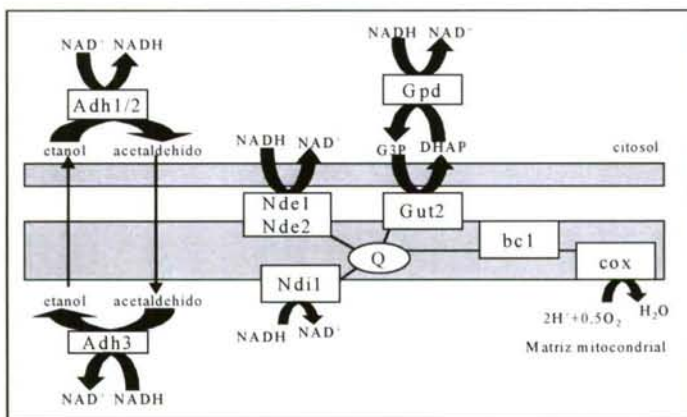 NAD⁺ NADH
Adh1/2
etanol acetaldehido
NADH NAD⁺
Gpd
G3P DHAP
citosol
NADH NAD⁺
Nde1
Nde2
Gut2
Q
bc1
cox
Ndi1
NADH NAD⁺
2H⁺+0.5O₂
H₂O
etanol acetaldehido
Adh3
NAD⁺ NADH
Matriz mitocondrial